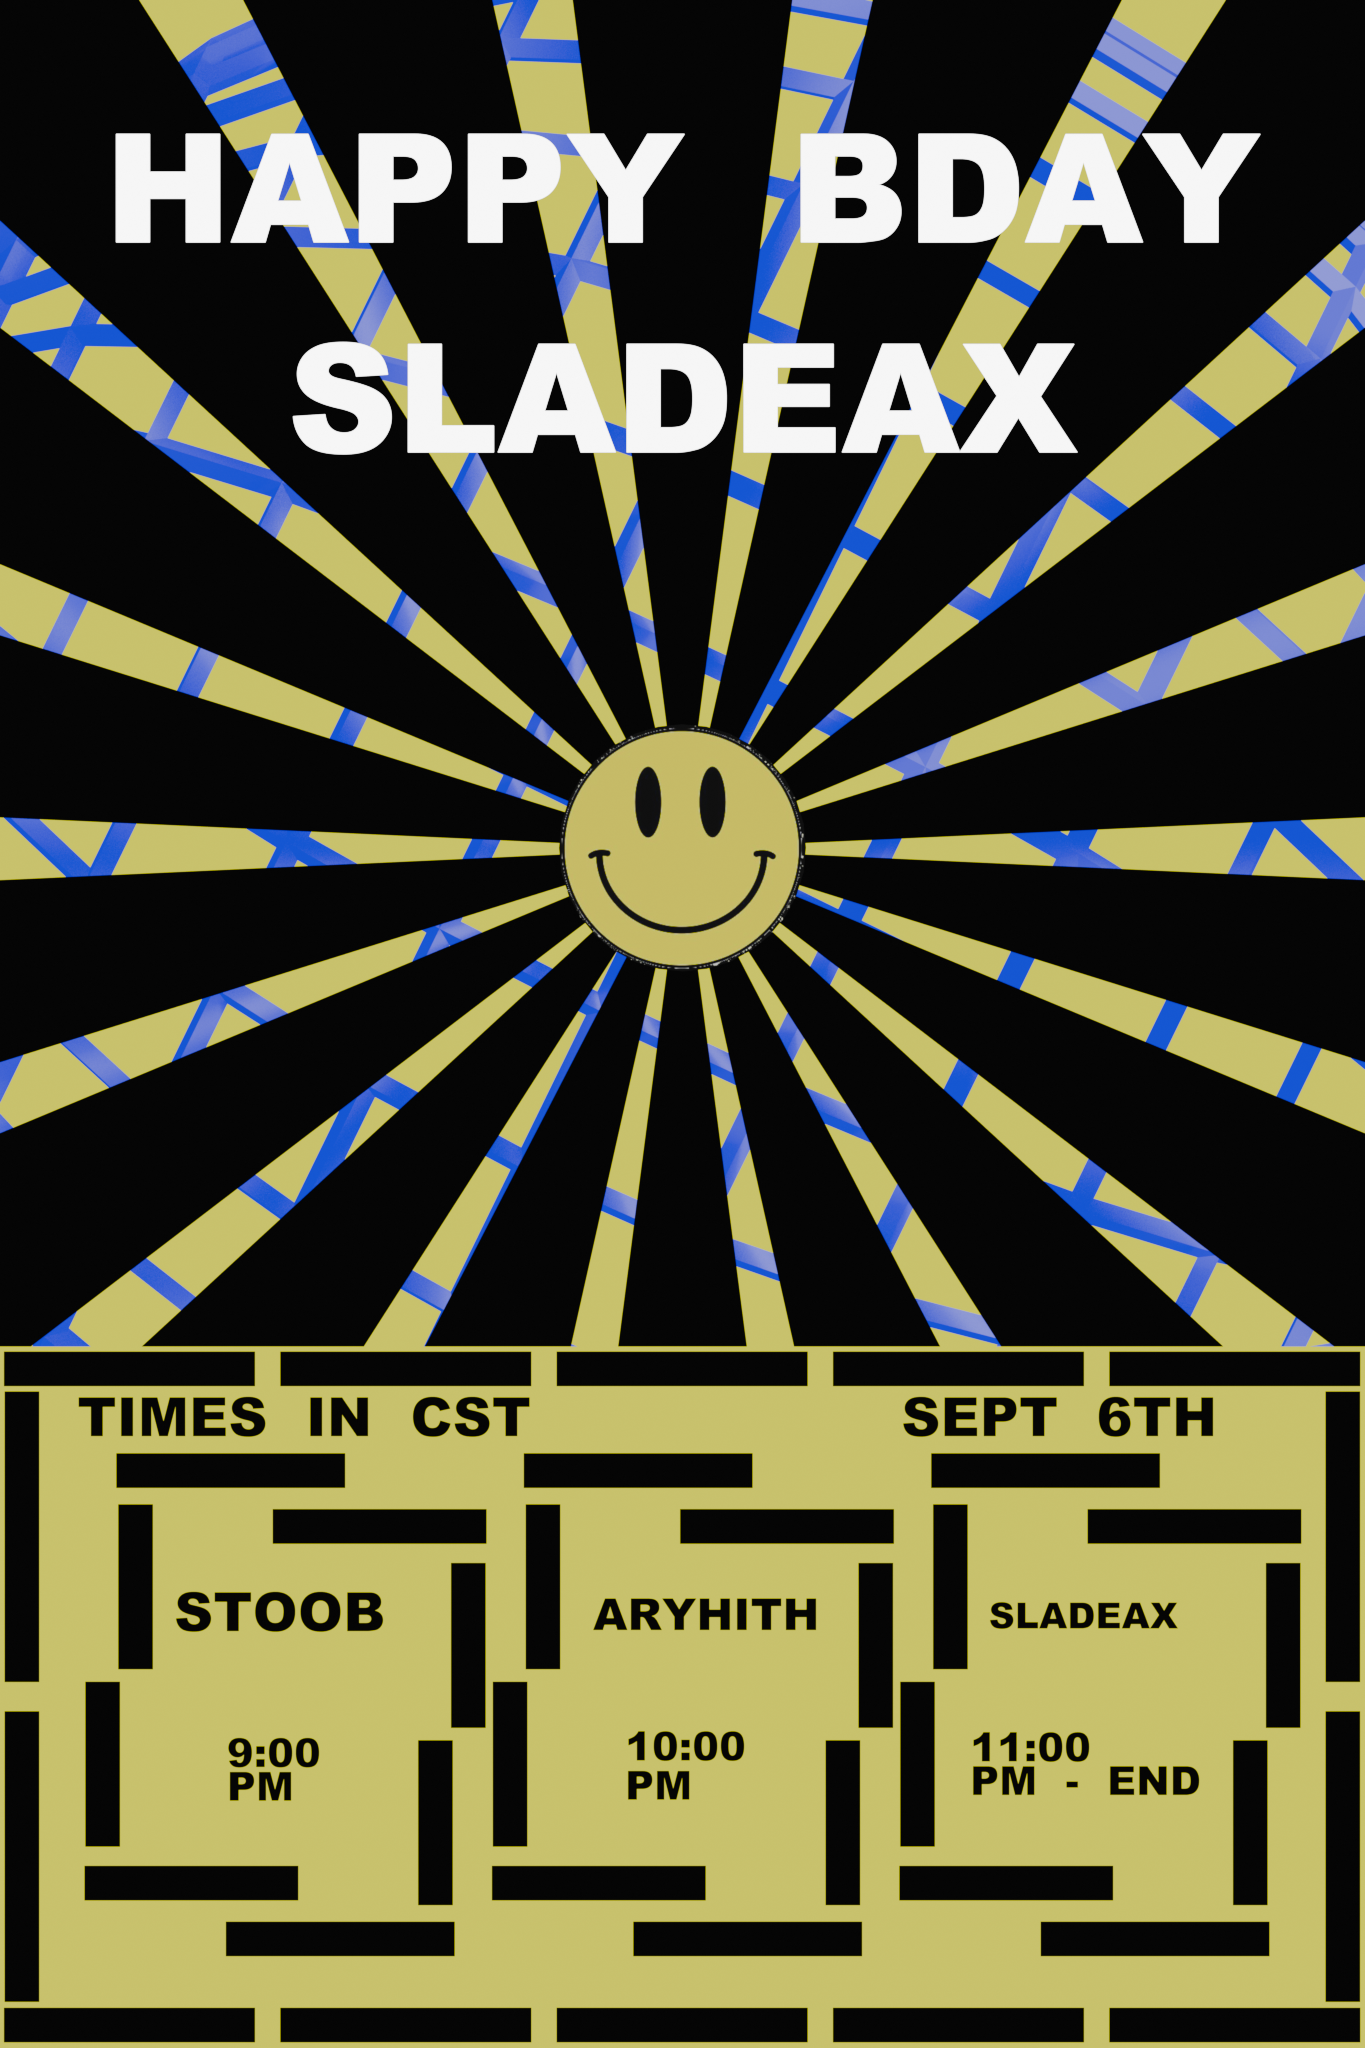 HAPPY BDAY
SLADEAX
TIMES IN CST
SEPT 6TH
STOOB
9:00
PM
ARYHITH
10:00
PM
SLADEAX
11:00
PM - END